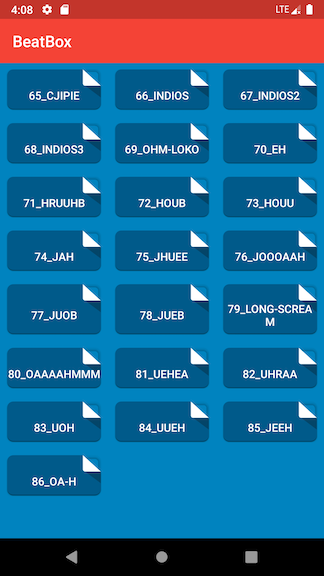 4:08 LTE
BeatBox
65_CJIPIE 66_INDIOS 67_INDIOS2
68_INDIOS3 69_OHM-LOKO 70_EH
71_HRUUHB 72_HOUB 73_HOUU
74_JAH 75_JHUEE 76_JOOOAAH
77_JUOB 78_JUEB 79_LONG-SCREA
M
80_OAAAAHMMM 81_UEHEA 82_UHRAA
83_UOH 84_UUEH 85_JEEH
86_OA-H